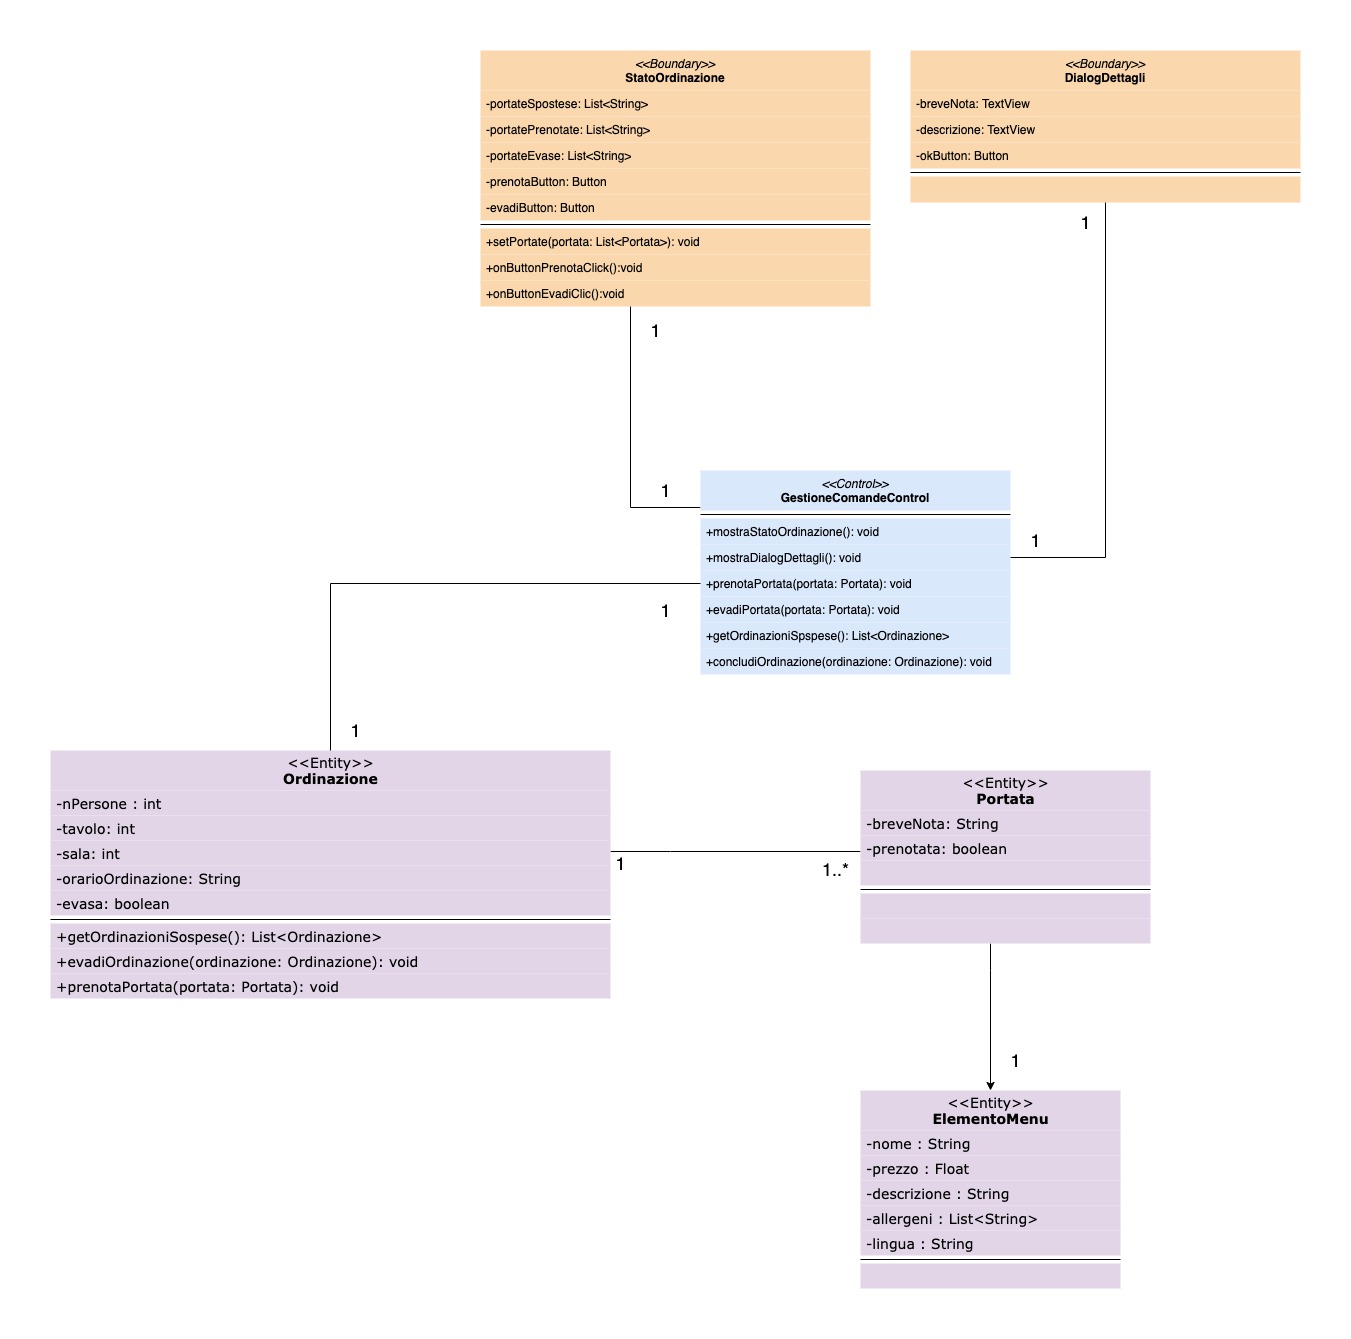 <<Boundary>>
StatoOrdinazione
-portateSpostese: List<String>
-portatePrenotate: List<String>
-portateEvase: List<String>
-prenotaButton: Button
-evadiButton: Button
+setPortate(portata: List<Portata>): void
+onButtonPrenotaClick():void
+onButtonEvadiClic():void
<<Boundary>>
DialogDettagli
-breveNota: TextView
-descrizione: TextView
-okButton: Button
1
1
1
<<Control>>
GestioneComandeControl
+mostraStatoOrdinazione(): void
+mostraDialogDettagli(): void
+prenotaPortata(portata: Portata): void
+evadiPortata(portata: Portata): void
+getOrdinazioniSpspese(): List<Ordinazione>
+concludiOrdinazione(ordinazione: Ordinazione): void
1
1
1
<<Entity>>
Ordinazione
-nPersone : int
-tavolo: int
-sala: int
-orarioOrdinazione: String
-evasa: boolean
+getOrdinazioniSospese(): List<Ordinazione>
+evadiOrdinazione(ordinazione: Ordinazione): void
+prenotaPortata(portata: Portata): void
1
1..*
<<Entity>>
Portata
-breveNota: String
-prenotata: boolean
1
<<Entity>>
ElementoMenu
-nome : String
-prezzo : Float
-descrizione : String
-allergeni : List<String>
-lingua : String